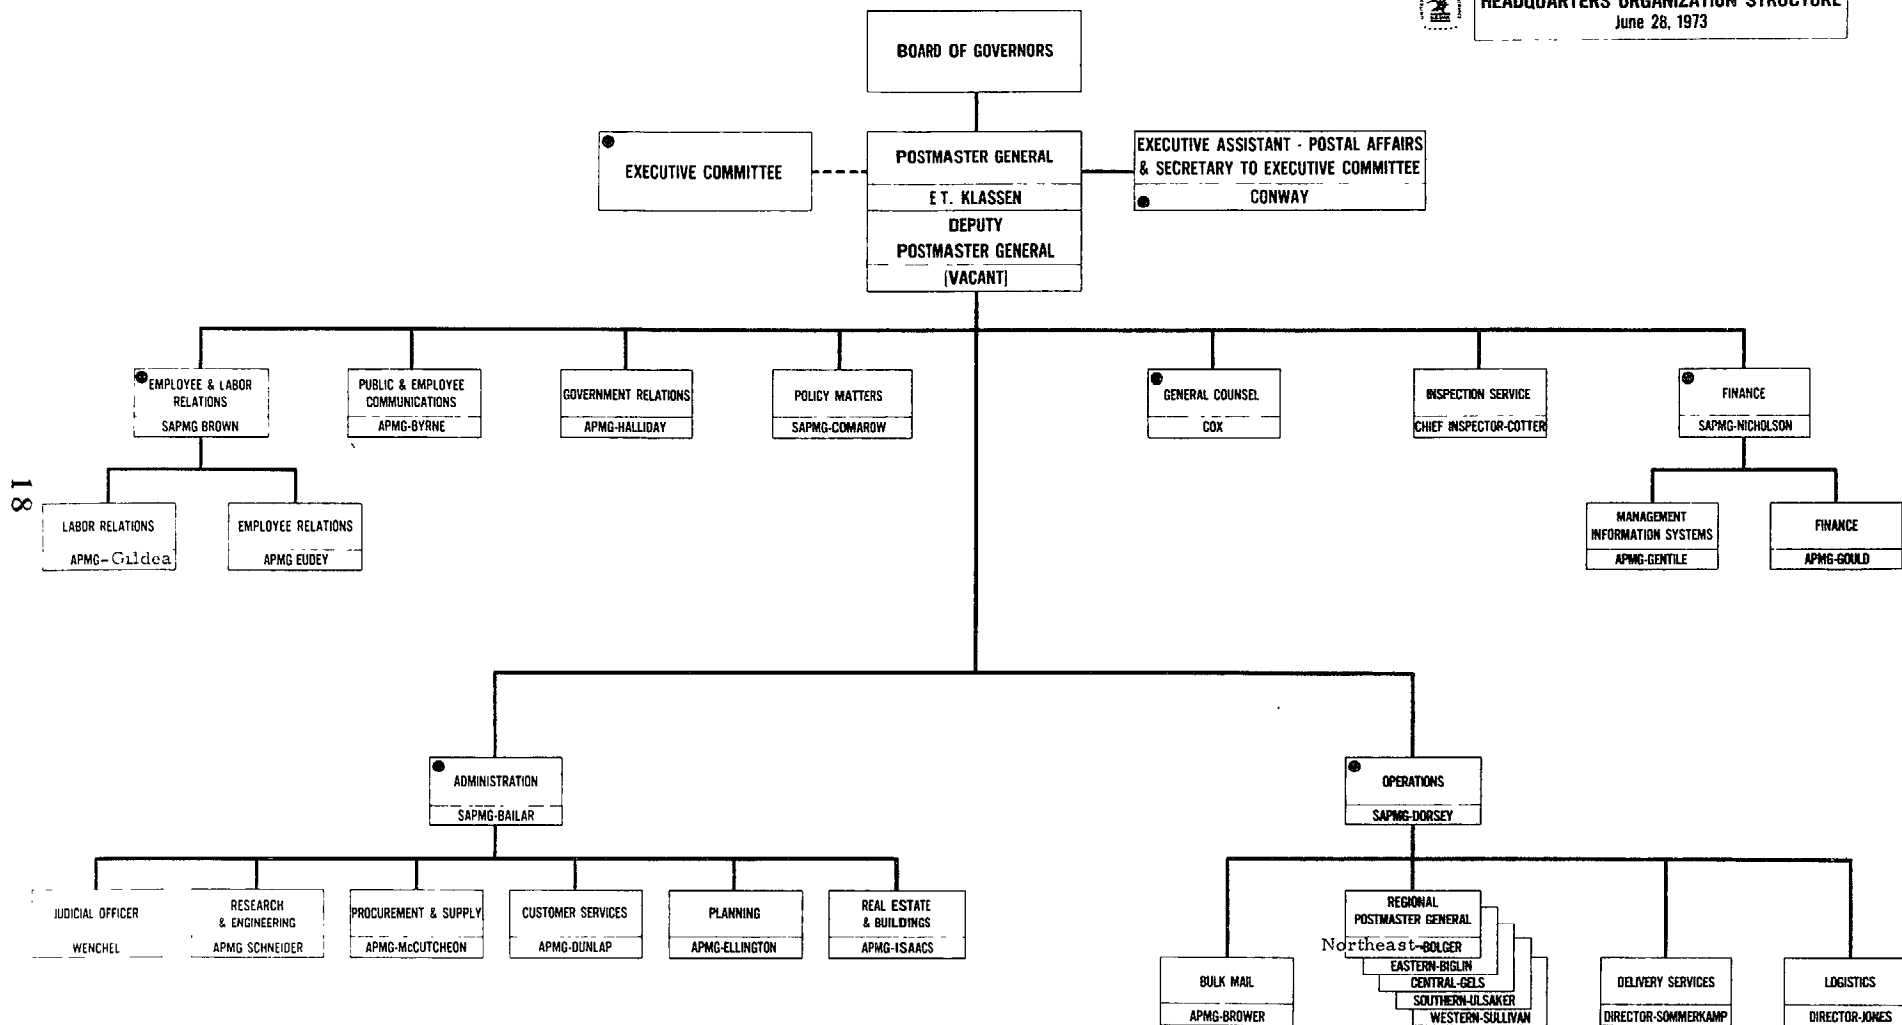 HEADQUARTERS ORGANIZATION STRUCTURE
June 28, 1973
BOARD OF GOVERNORS
EXECUTIVE COMMITTEE
POSTMASTER GENERAL
E T. KLASSEN
DEPUTY
POSTMASTER GENERAL
(VACANT)
EXECUTIVE ASSISTANT - POSTAL AFFAIRS
& SECRETARY TO EXECUTIVE COMMITTEE
CONWAY
EMPLOYEE & LABOR
RELATIONS
SAPMG BROWN
PUBLIC & EMPLOYEE
COMMUNICATIONS
APMG-BYRNE
GOVERNMENT RELATIONS
APMG-HALLIDAY
POLICY MATTERS
SAPMG-COMAROW
GENERAL COUNSEL
COX
INSPECTION SERVICE
CHIEF INSPECTOR-COTTER
FINANCE
SAPMG-NICHOLSON
18
LABOR RELATIONS
APMG-Gildea
EMPLOYEE RELATIONS
APMG EUDEY
MANAGEMENT
INFORMATION SYSTEMS
APMG-GENTILE
FINANCE
APMG-GOULD
ADMINISTRATION
SAPMG-BAILAR
OPERATIONS
SAPMG-DORSEY
JUDICIAL OFFICER
WENCHEL
RESEARCH
& ENGINEERING
APMG SCHNEIDER
PROCUREMENT & SUPPLY
APMG-McCUTCHEON
CUSTOMER SERVICES
APMG-DUNLAP
PLANNING
APMG-ELLINGTON
REAL ESTATE
& BUILDINGS
APMG-ISAACS
BULK MAIL
APMG-BROWER
REGIONAL
POSTMASTER GENERAL
Northeast-BOLGER
EASTERN-BIGLIN
CENTRAL-GELS
SOUTHERN-ULSAKER
WESTERN-SULLIVAN
DELIVERY SERVICES
DIRECTOR-SOMMERKAMP
LOGISTICS
DIRECTOR-JONES